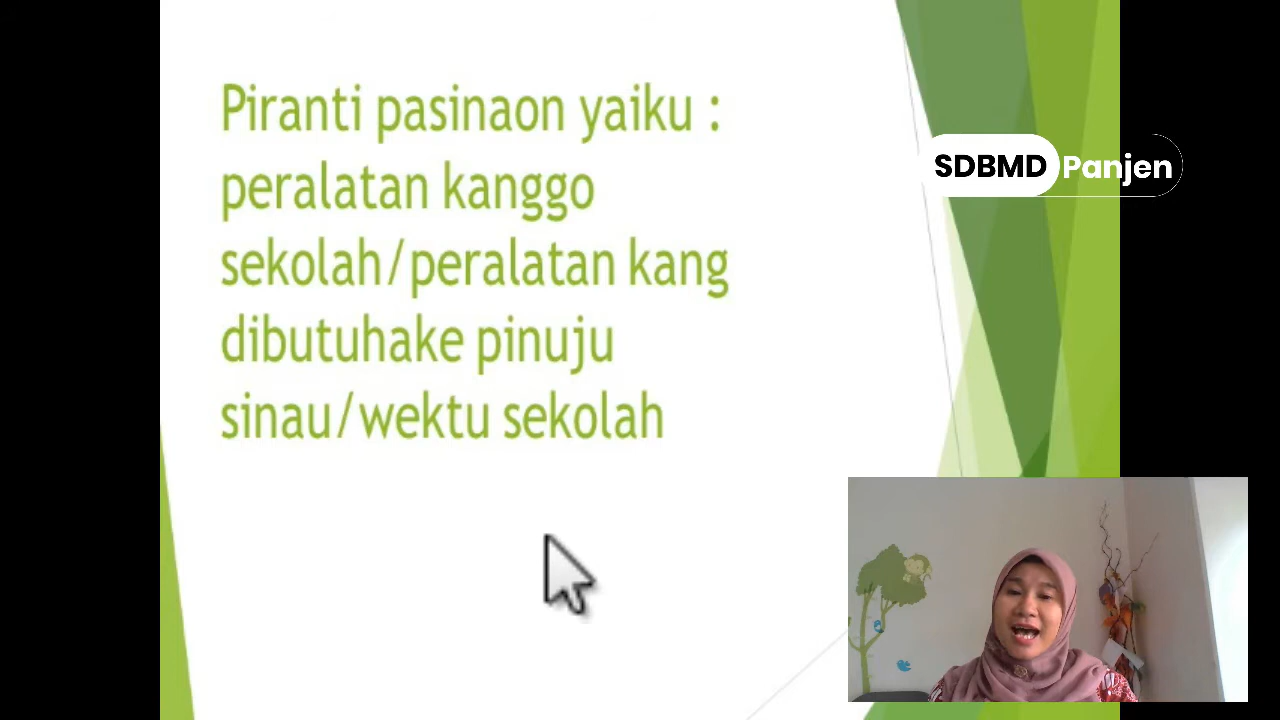 Piranti pasinaon yaiku :
peralatan kanggo
sekolah/peralatan kang
dibutuhake pinuju
sinau/wektu sekolah
SDBMD Panjen